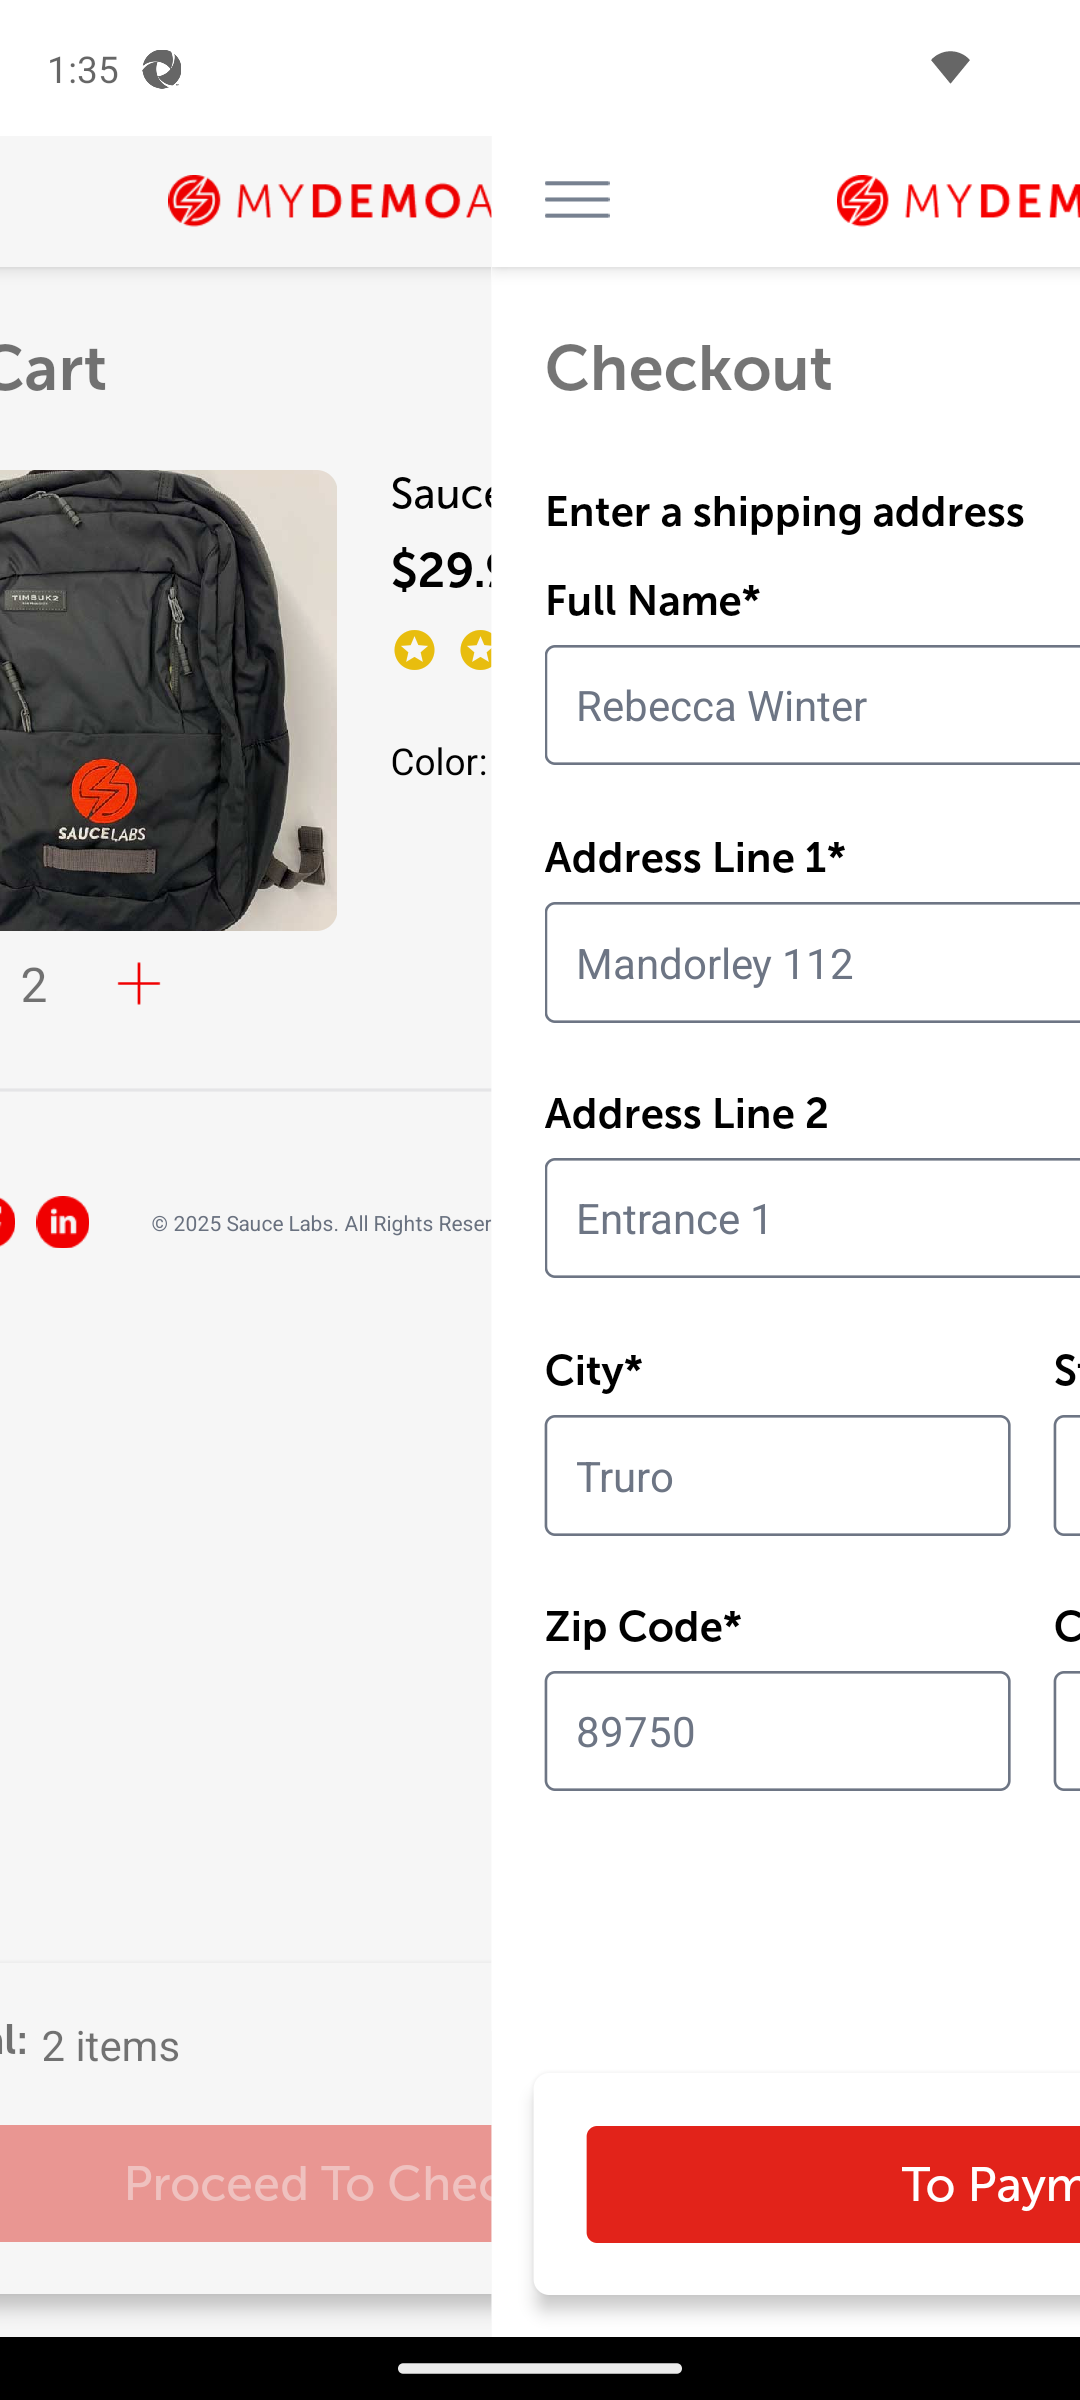 1:35
MYDEMOA
MYDEM
Cart
Checkout
TIMBUK2
SAUCELABS
Sauce
$29.9
Color:
2
© 2025 Sauce Labs. All Rights Reser
in
Enter a shipping address
Full Name*
Rebecca Winter
Address Line 1*
Mandorley 112
Address Line 2
Entrance 1
City*
St
Truro
Zip Code*
C
89750
al: 2 items
Proceed To Chec
To Paym